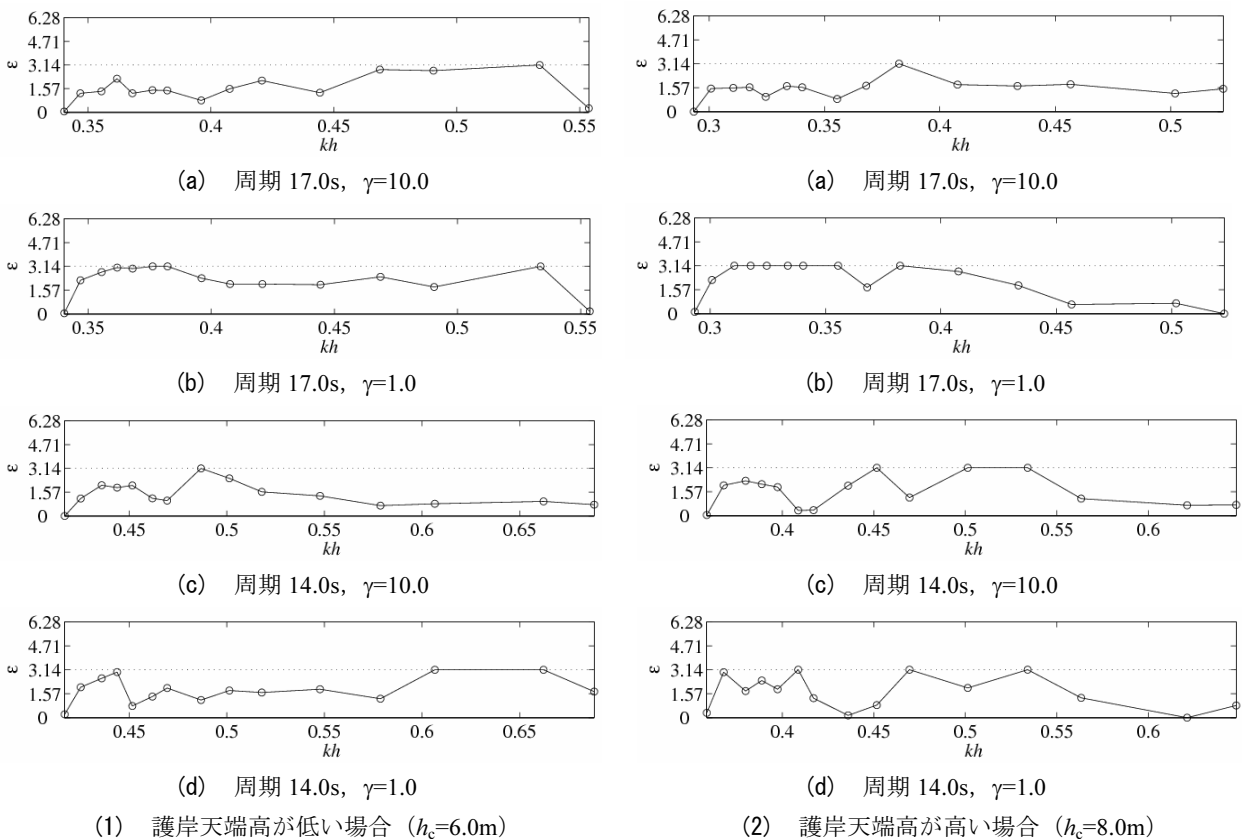 6.28
4.71
ε 3.14
1.57
0
0.35 0.4 0.45 0.5 0.55
kh
(a) 周期 17.0s, γ=10.0
6.28
4.71
ε 3.14
1.57
0
0.35 0.4 0.45 0.5 0.55
kh
(b) 周期 17.0s, γ=1.0
6.28
4.71
ε 3.14
1.57
0
0.45 0.5 0.55 0.6 0.65
kh
(c) 周期 14.0s, γ=10.0
6.28
4.71
ε 3.14
1.57
0
0.45 0.5 0.55 0.6 0.65
kh
(d) 周期 14.0s, γ=1.0
(1) 護岸天端高が低い場合 (hc=6.0m)
6.28
4.71
ε 3.14
1.57
0
0.3 0.35 0.4 0.45 0.5
kh
(a) 周期 17.0s, γ=10.0
6.28
4.71
ε 3.14
1.57
0
0.3 0.35 0.4 0.45 0.5
kh
(b) 周期 17.0s, γ=1.0
6.28
4.71
ε 3.14
1.57
0
0.4 0.45 0.5 0.55 0.6
kh
(c) 周期 14.0s, γ=10.0
6.28
4.71
ε 3.14
1.57
0
0.4 0.45 0.5 0.55 0.6
kh
(d) 周期 14.0s, γ=1.0
(2) 護岸天端高が高い場合 (hc=8.0m)